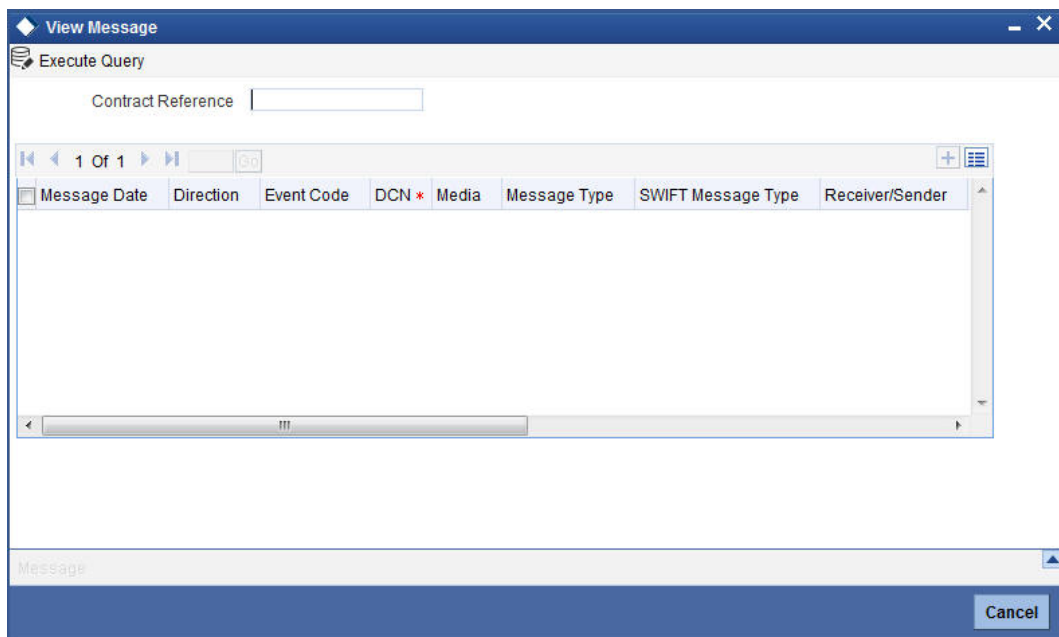 View Message
Execute Query
Contract Reference
1 Of 1 Go
Message Date Direction Event Code DCN * Media Message Type SWIFT Message Type Receiver/Sender
Message
Cancel